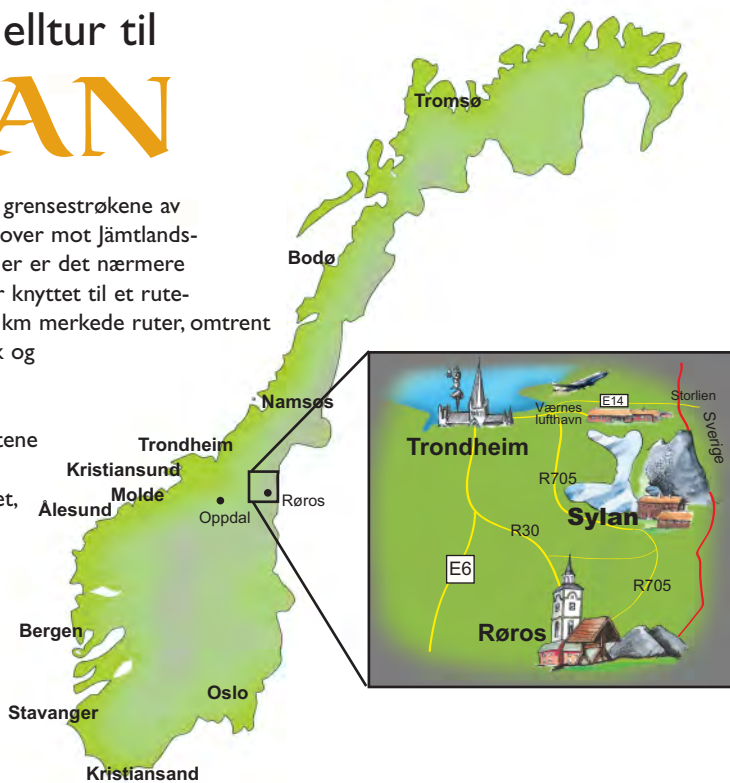 elltur til
AN
grensestrøkene av
over mot Jämtlands-
er er det nærmere
r knyttet til et rute-
km merkede ruter, omtrent
k og
tene
et,
Tromsø
Bodø
Namsos
Trondheim
Kristiansund
Molde
Ålesund
Oppdal
Røros
Bergen
Oslo
Stavanger
Kristiansand
Storlien
E14
Værnes
lufthavn
Sverige
Trondheim
R705
Sylan
R30
E6
R705
Røros